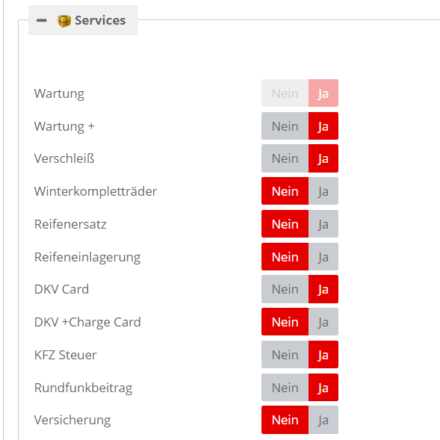 Services
Wartung Nein Ja
Wartung + Nein Ja
Verschleiß Nein Ja
Winterkompletträder Nein Ja
Reifenersatz Nein Ja
Reifeneinlagerung Nein Ja
DKV Card Nein Ja
DKV +Charge Card Nein Ja
KFZ Steuer Nein Ja
Rundfunkbeitrag Nein Ja
Versicherung Nein Ja